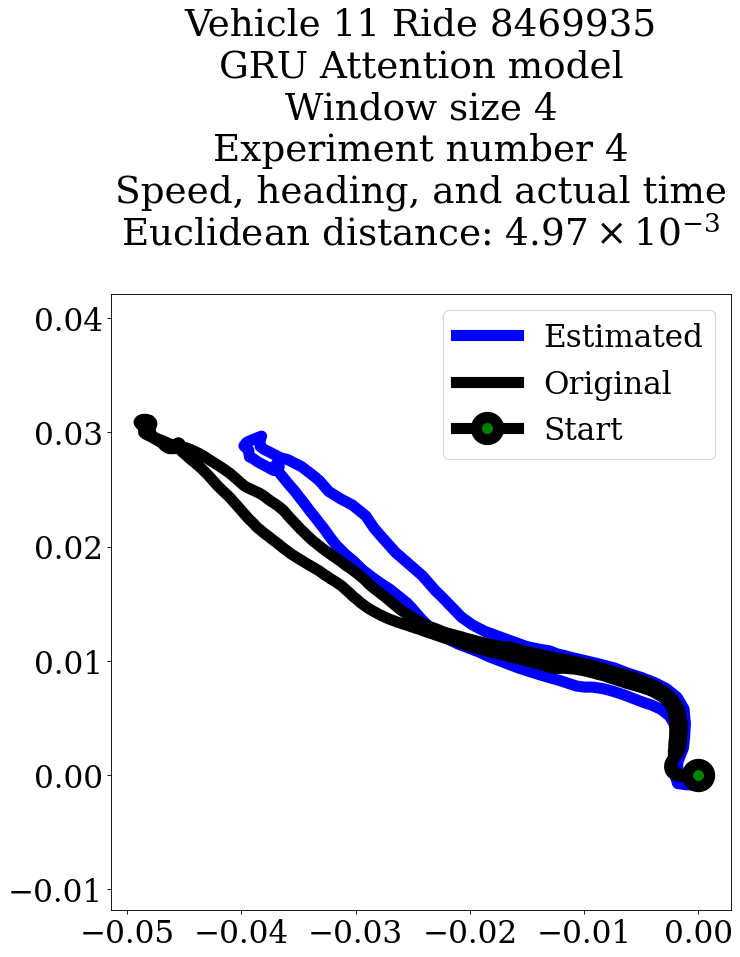 Vehicle 11 Ride 8469935
GRU Attention model
Window size 4
Experiment number 4
Speed, heading, and actual time
Euclidean distance: 4.97 × 10⁻³
0.04
Estimated
0.03
Original
Start
0.02
0.01
0.00
−0.01
−0.05 −0.04 −0.03 −0.02 −0.01 0.00